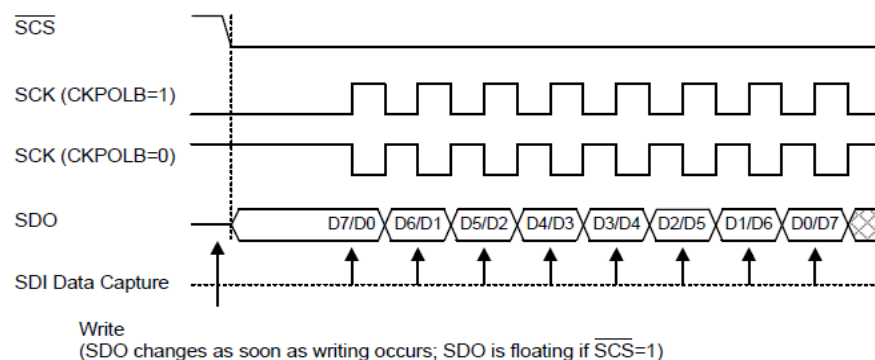 SCS
SCK (CKPOLB=1)
SCK (CKPOLB=0)
SDO D7/D0 D6/D1 D5/D2 D4/D3 D3/D4 D2/D5 D1/D6 D0/D7
SDI Data Capture
Write
(SDO changes as soon as writing occurs; SDO is floating if SCS=1)